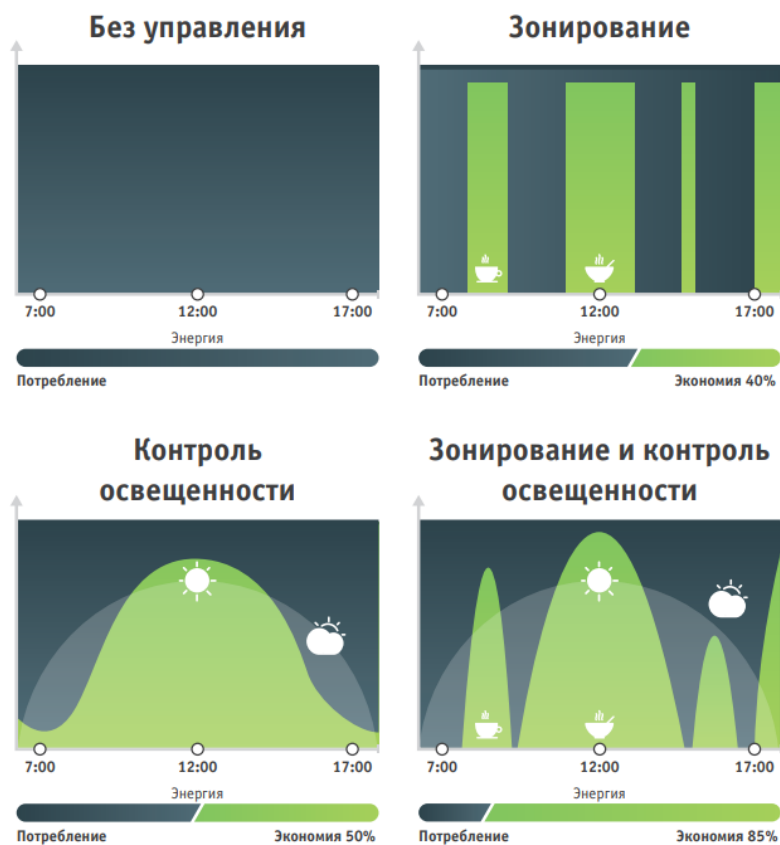 Без управления
7:00 12:00 17:00
Энергия
Потребление
Зонирование
7:00 12:00 17:00
Энергия
Потребление Экономия 40%
Контроль
освещенности
7:00 12:00 17:00
Энергия
Потребление Экономия 50%
Зонирование и контроль
освещенности
7:00 12:00 17:00
Энергия
Потребление Экономия 85%